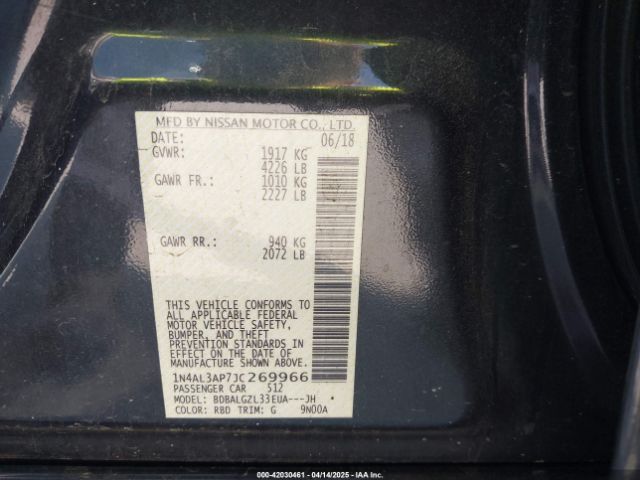 MFD BY NISSAN MOTOR CO., LTD.
DATE: 06/18
GVWR: 1917 KG
4226 LB
GAWR FR.: 1010 KG
2227 LB
GAWR RR.: 940 KG
2072 LB
THIS VEHICLE CONFORMS TO
ALL APPLICABLE FEDERAL
MOTOR VEHICLE SAFETY,
BUMPER, AND THEFT
PREVENTION STANDARDS IN
EFFECT ON THE DATE OF
MANUFACTURE SHOWN ABOVE.
1N4AL3AP7JC269966
PASSENGER CAR 512
MODEL: BDBALGZL33EUA---JH
COLOR: RBD TRIM: G 9N00A
000-42030461 - 04/14/2025 - IAA Inc.